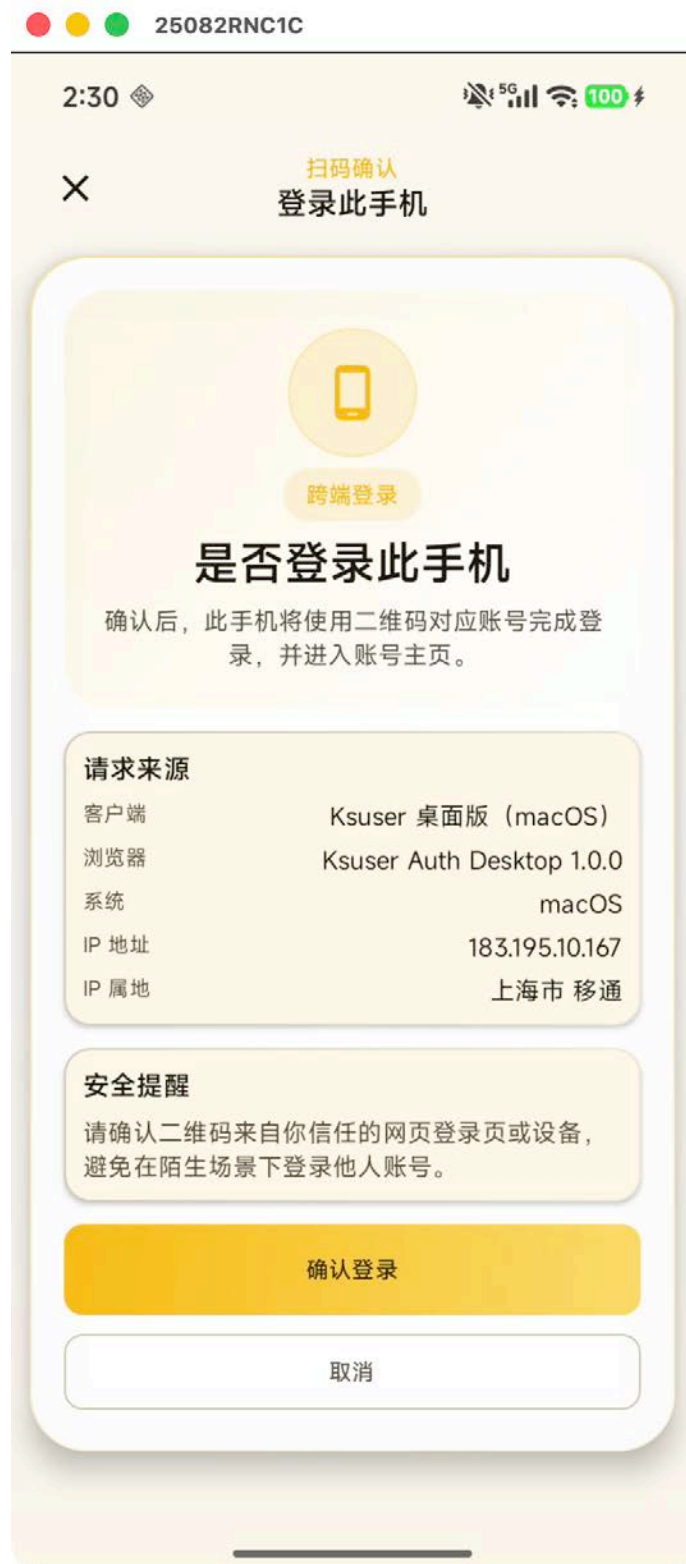 25082RNC1C
2:30
5G
100
扫码确认
登录此手机
跨端登录
是否登录此手机
确认后，此手机将使用二维码对应账号完成登
录，并进入账号主页。
请求来源
客户端 Ksuser 桌面版（macOS）
浏览器 Ksuser Auth Desktop 1.0.0
系统 macOS
IP 地址 183.195.10.167
IP 属地 上海市 移通
安全提醒
请确认二维码来自你信任的网页登录页或设备，
避免在陌生场景下登录他人账号。
确认登录
取消